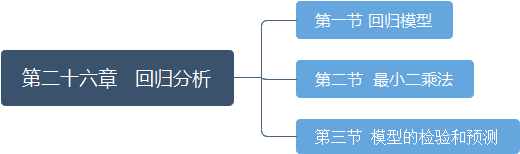 第二十六章 回归分析
第一节 回归模型
第二节 最小二乘法
第三节 模型的检验和预测